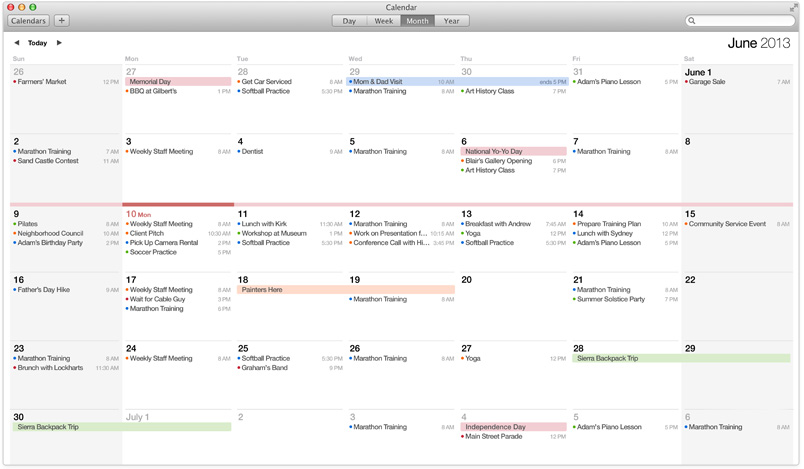 Calendar
Calendars + Day Week Month Year
Today June 2013
Sun Mon Tue Wed Thu Fri Sat
26 27 28 29 30 31 June 1
Farmers' Market 12 PM Memorial Day Get Car Serviced 8 AM Mom & Dad Visit 10 AM ends 5 PM Adam's Piano Lesson 5 PM Garage Sale 7 AM
BBQ at Gilbert's 1 PM Softball Practice 5:30 PM Marathon Training 8 AM Art History Class 7 PM
2 3 4 5 6 7 8
Marathon Training 7 AM Weekly Staff Meeting 8 AM Dentist 9 AM Marathon Training 8 AM National Yo-Yo Day Marathon Training 8 AM
Sand Castle Contest 11 AM Blair's Gallery Opening 6 PM
Art History Class 7 PM
9 10 Mon 11 12 13 14 15
Pilates 8 AM Weekly Staff Meeting 8 AM Lunch with Kirk 11:30 AM Marathon Training 8 AM Breakfast with Andrew 7:45 AM Prepare Training Plan 10 AM Community Service Event 8 AM
Neighborhood Council 10 AM Client Pitch 10:30 AM Workshop at Museum 1 PM Work on Presentation f... 10:15 AM Yoga 12 PM Lunch with Sydney 12 PM
Adam's Birthday Party 2 PM Pick Up Camera Rental 2 PM Softball Practice 5:30 PM Conference Call with Hi... 3:45 PM Softball Practice 5:30 PM Adam's Piano Lesson 5 PM
Soccer Practice 5 PM
16 17 18 19 20 21 22
Father's Day Hike 9 AM Weekly Staff Meeting 8 AM Painters Here Marathon Training 8 AM
Wait for Cable Guy 3 PM Marathon Training 8 AM Summer Solstice Party 7 PM
Marathon Training 6 PM
23 24 25 26 27 28 29
Marathon Training 8 AM Weekly Staff Meeting 8 AM Softball Practice 5:30 PM Marathon Training 8 AM Yoga 12 PM Sierra Backpack Trip
Brunch with Lockharts 11:30 AM Graham's Band 9 PM
30 July 1 2 3 4 5 6
Sierra Backpack Trip Marathon Training 8 AM Independence Day Adam's Piano Lesson 5 PM Marathon Training 8 AM
Main Street Parade 12 PM